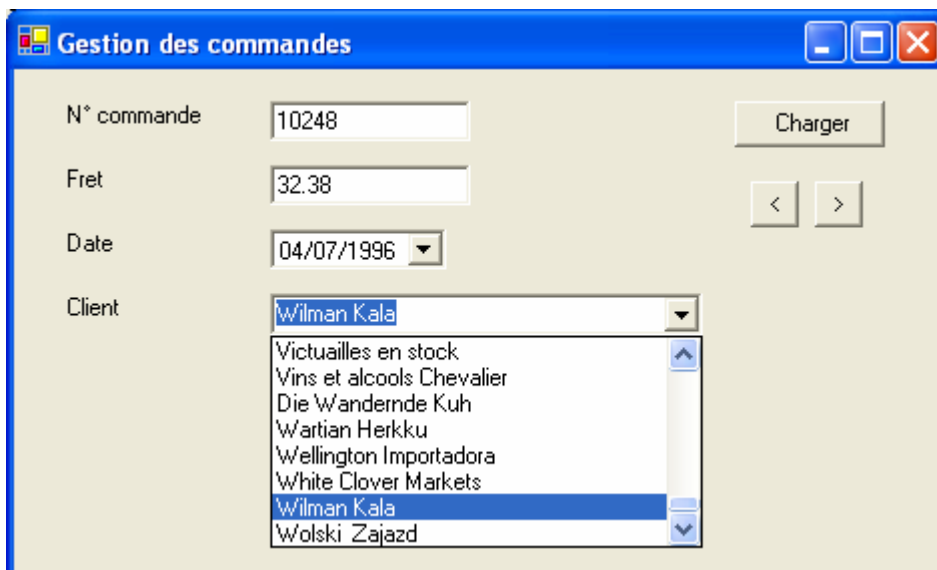 Gestion des commandes
N° commande
10248
Charger
Fret
32.38
<
>
Date
04/07/1996
Client
Wilman Kala
Victuailles en stock
Vins et alcools Chevalier
Die Wandernde Kuh
Wartian Herkku
Wellington Importadora
White Clover Markets
Wilman Kala
Wolski Zajazd